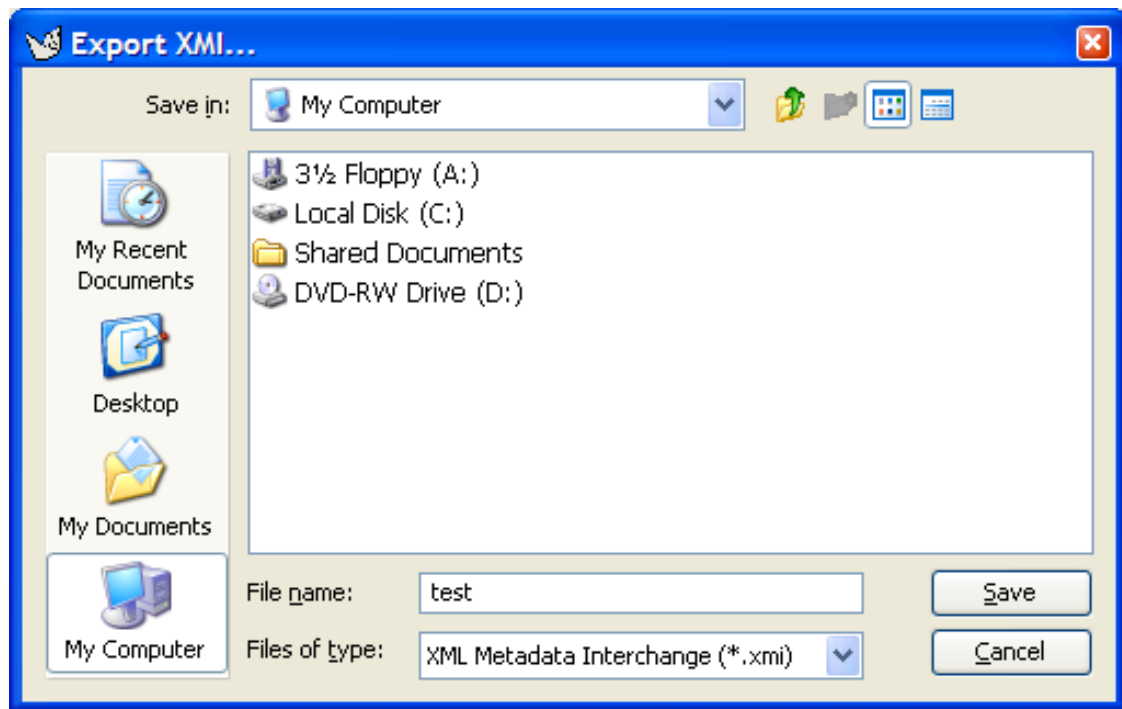 Export XMI...
Save in:
My Computer
My Recent
Documents
Desktop
My Documents
My Computer
3½ Floppy (A:)
Local Disk (C:)
Shared Documents
DVD-RW Drive (D:)
File name:
test
Save
Files of type:
XML Metadata Interchange (*.xmi)
Cancel